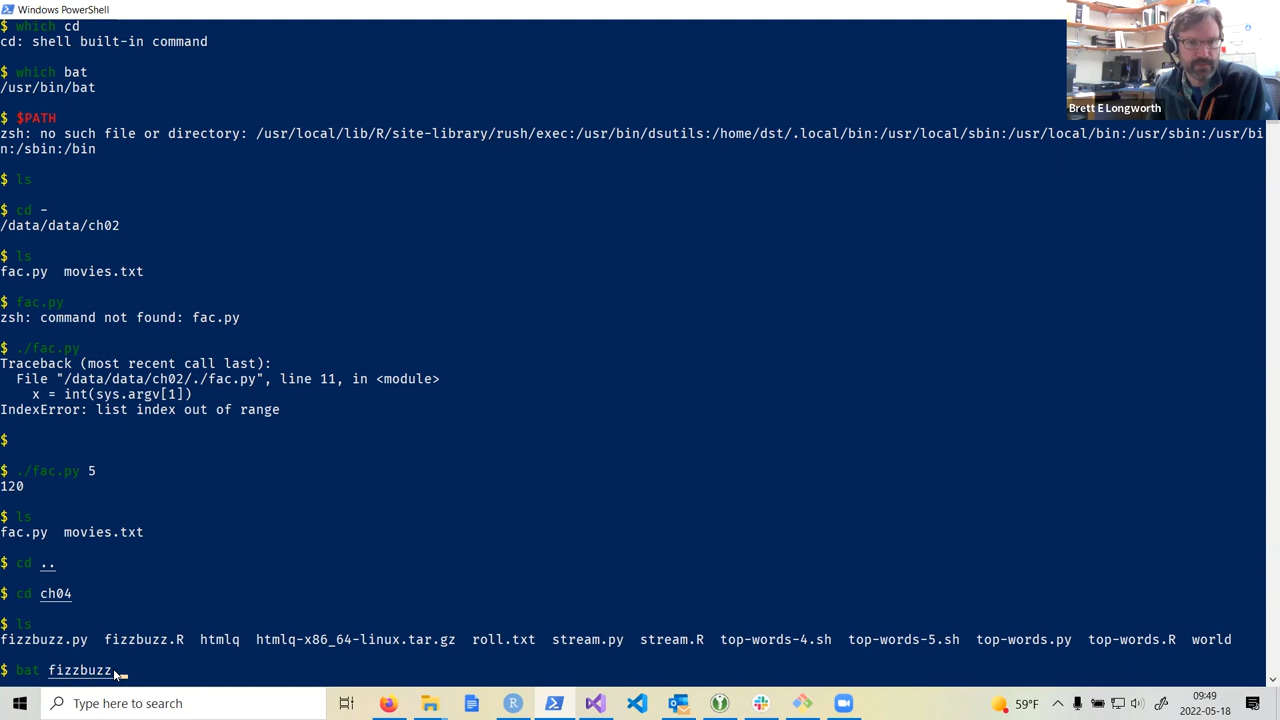 Windows PowerShell
$ which cd
cd: shell built-in command
$ which bat
/usr/bin/bat
$ $PATH
zsh: no such file or directory: /usr/local/lib/R/site-library/rush/exec:/usr/bin/dsutils:/home/dst/.local/bin:/usr/local/sbin:/usr/local/bin:/usr/sbin:/usr/bi
n:/sbin:/bin
$ ls
$ cd -
/data/data/ch02
$ ls
fac.py  movies.txt
$ fac.py
zsh: command not found: fac.py
$ ./fac.py
Traceback (most recent call last):
  File "/data/data/ch02/./fac.py", line 11, in <module>
    x = int(sys.argv[1])
IndexError: list index out of range
$
$ ./fac.py 5
120
$ ls
fac.py  movies.txt
$ cd ..
$ cd ch04
$ ls
fizzbuzz.py  fizzbuzz.R  htmlq  htmlq-x86_64-linux.tar.gz  roll.txt  stream.py  stream.R  top-words-4.sh  top-words-5.sh  top-words.py  top-words.R  world
$ bat fizzbuzz.
Brett E Longworth
Type here to search
59°F
09:49
2022-05-18